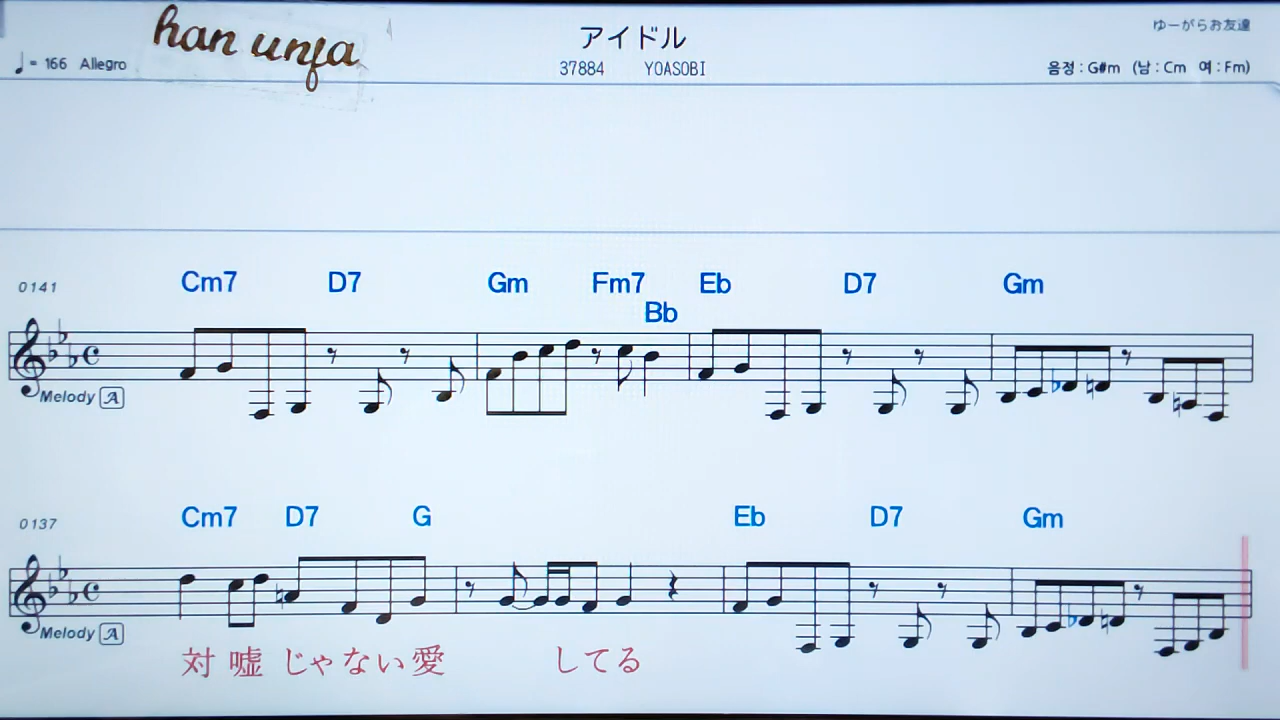 han unfa
アイドル
ゆーがらお友達
♩= 166 Allegro
37884 YOASOBI
음정 : G#m (남 : Cm 여 : Fm)
0141 Cm7 D7 Gm Fm7 Bb Eb D7 Gm
Melody A
0137 Cm7 D7 G Eb D7 Gm
Melody A
対 嘘 じゃない愛 してる